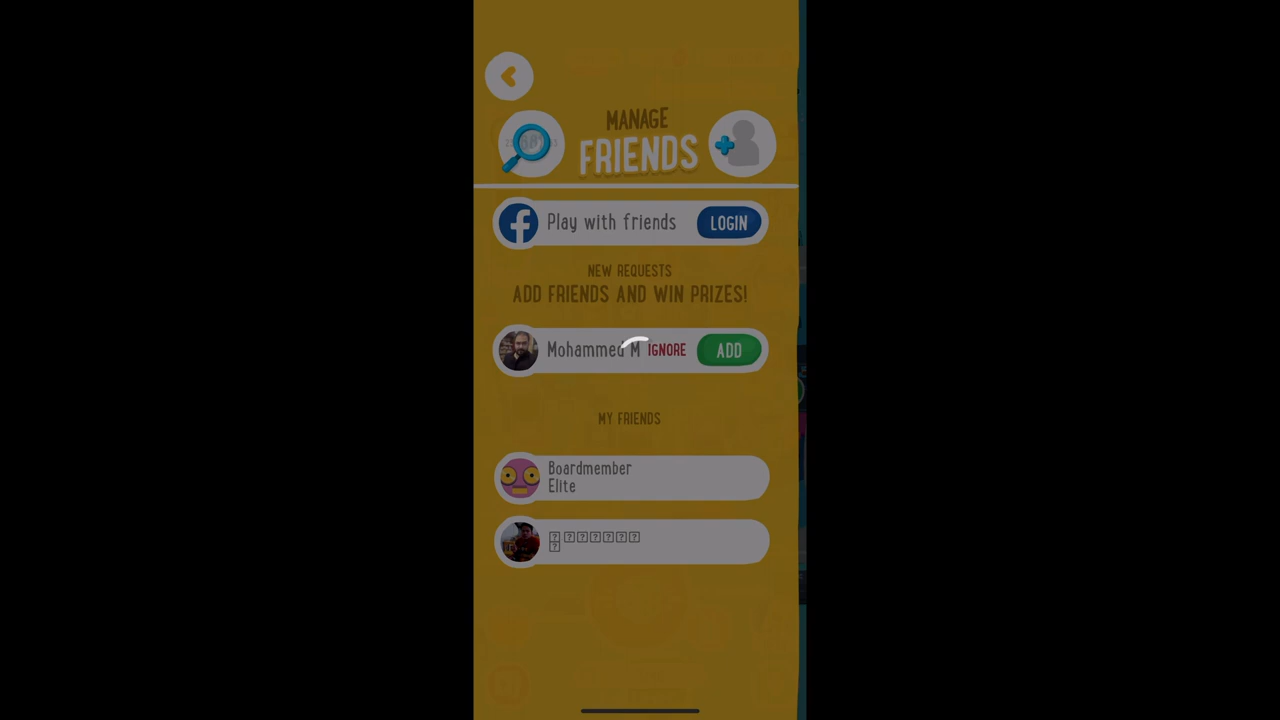 MANAGE
FRIENDS
Play with friends
LOGIN
NEW REQUESTS
ADD FRIENDS AND WIN PRIZES!
Mohammed M
IGNORE
ADD
MY FRIENDS
Boardmember
Elite